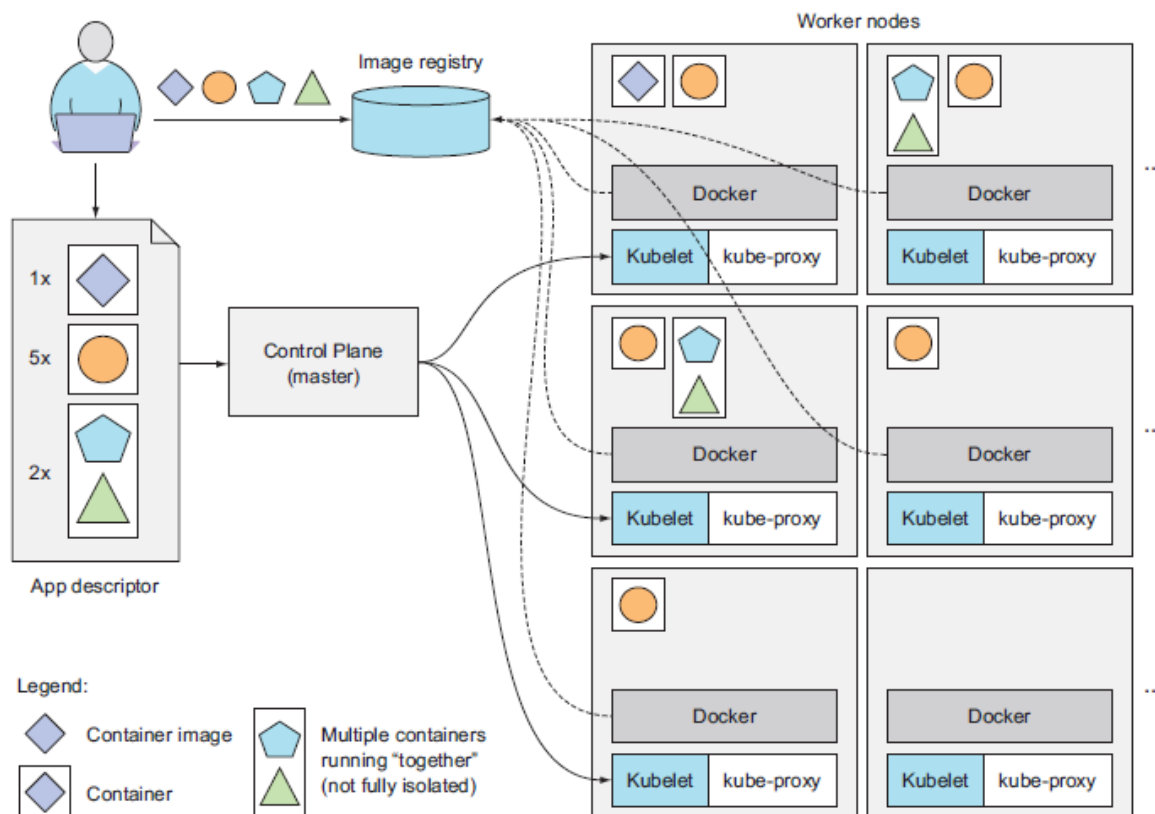 Worker nodes
Image registry
Docker
Docker
Kubelet kube-proxy
Kubelet kube-proxy
...
1x
5x
2x
App descriptor
Control Plane
(master)
Docker
Docker
Kubelet kube-proxy
Kubelet kube-proxy
...
Docker
Docker
Kubelet kube-proxy
Kubelet kube-proxy
...
Legend:
Container image
Container
Multiple containers
running “together”
(not fully isolated)